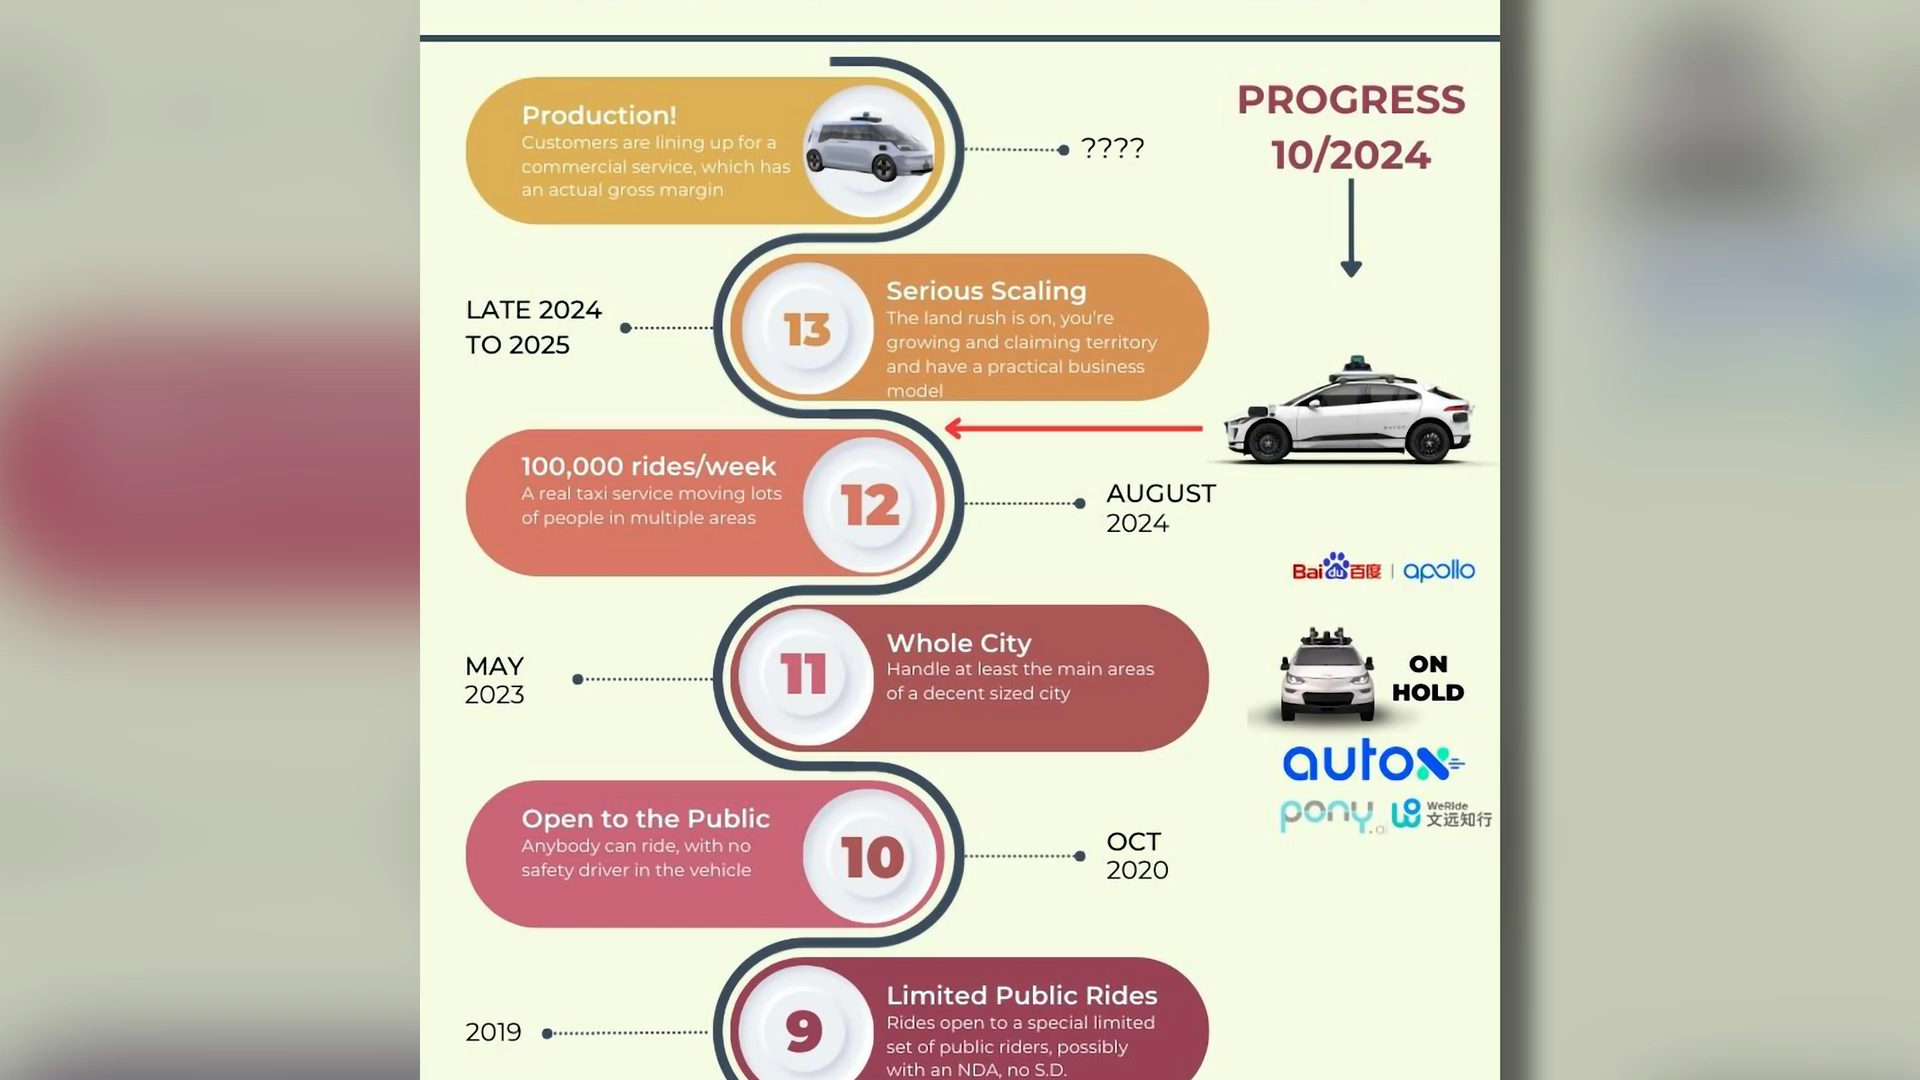 Production!
Customers are lining up for a
commercial service, which has
an actual gross margin
????
PROGRESS
10/2024
LATE 2024
TO 2025
13
Serious Scaling
The land rush is on, you're
growing and claiming territory
and have a practical business
model
100,000 rides/week
A real taxi service moving lots
of people in multiple areas
12
AUGUST
2024
Bai du 百度 | apollo
MAY
2023
11
Whole City
Handle at least the main areas
of a decent sized city
ON
HOLD
autox
pony.ai
WeRide
文远知行
Open to the Public
Anybody can ride, with no
safety driver in the vehicle
10
OCT
2020
2019
9
Limited Public Rides
Rides open to a special limited
set of public riders, possibly
with an NDA, no S.D.